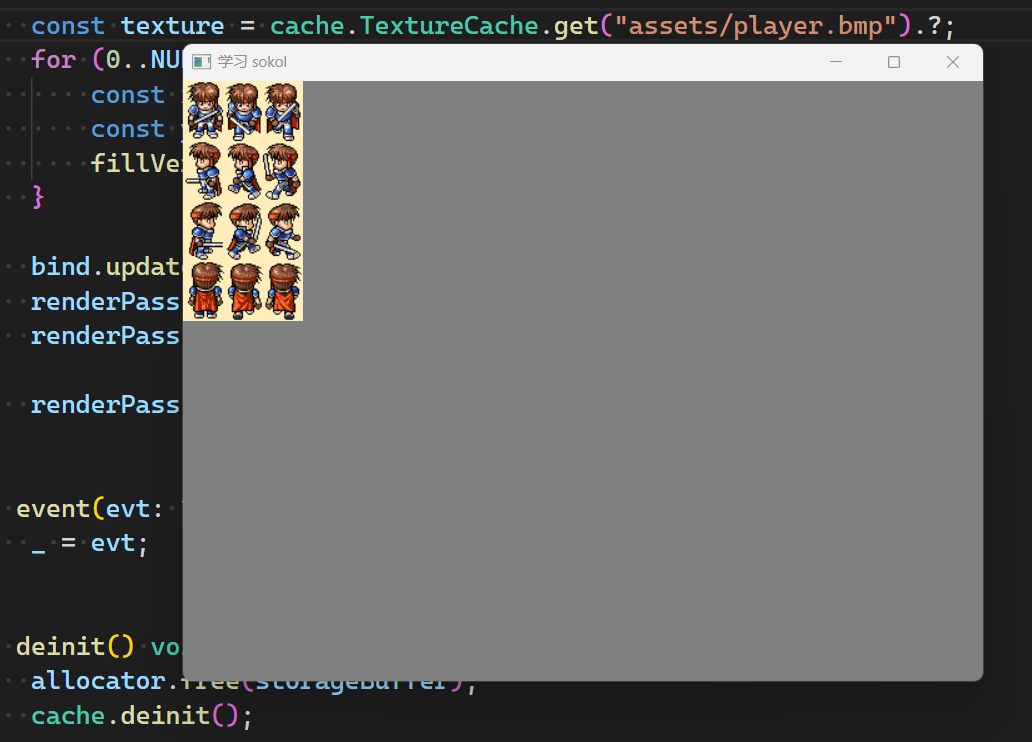 const texture = cache.TextureCache.get("assets/player.bmp").?;
for (0..NU
学习 sokol
const
const
fillVe
}
bind.updat
renderPass
renderPass
renderPass
event(evt:
_ = evt;
deinit() vo
allocator.free(storageBuffer);
cache.deinit();